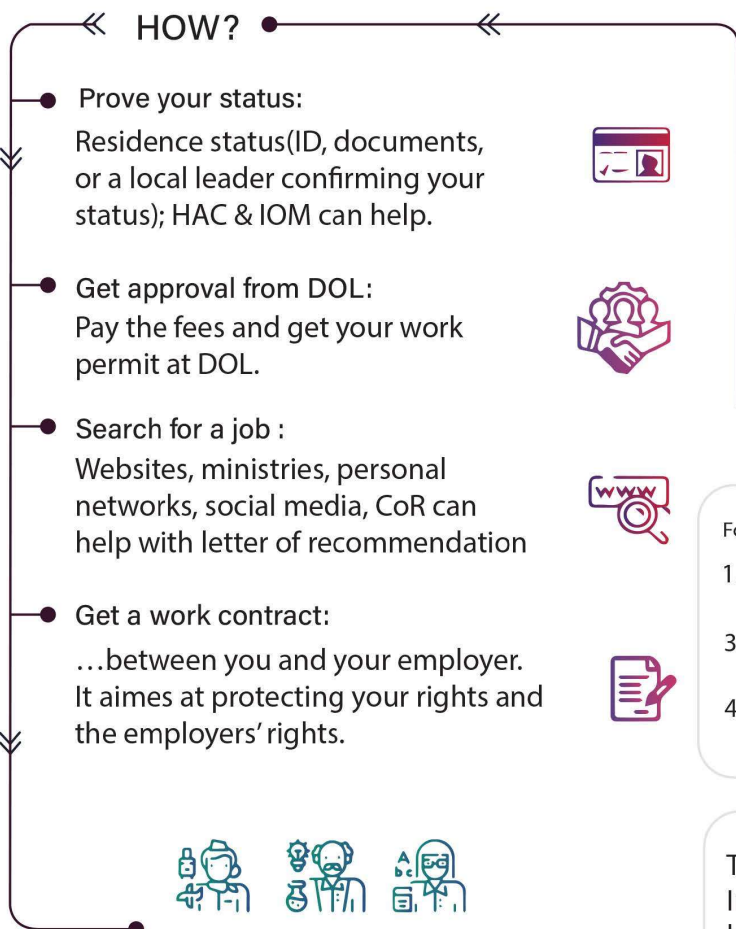 HOW?
Prove your status:
Residence status(ID, documents,
or a local leader confirming your
status); HAC & IOM can help.
Get approval from DOL:
Pay the fees and get your work
permit at DOL.
Search for a job :
Websites, ministries, personal
networks, social media, CoR can
help with letter of recommendation
Get a work contract:
...between you and your employer.
It aimes at protecting your rights and
the employers’ rights.
www
A
b c
1
3
4